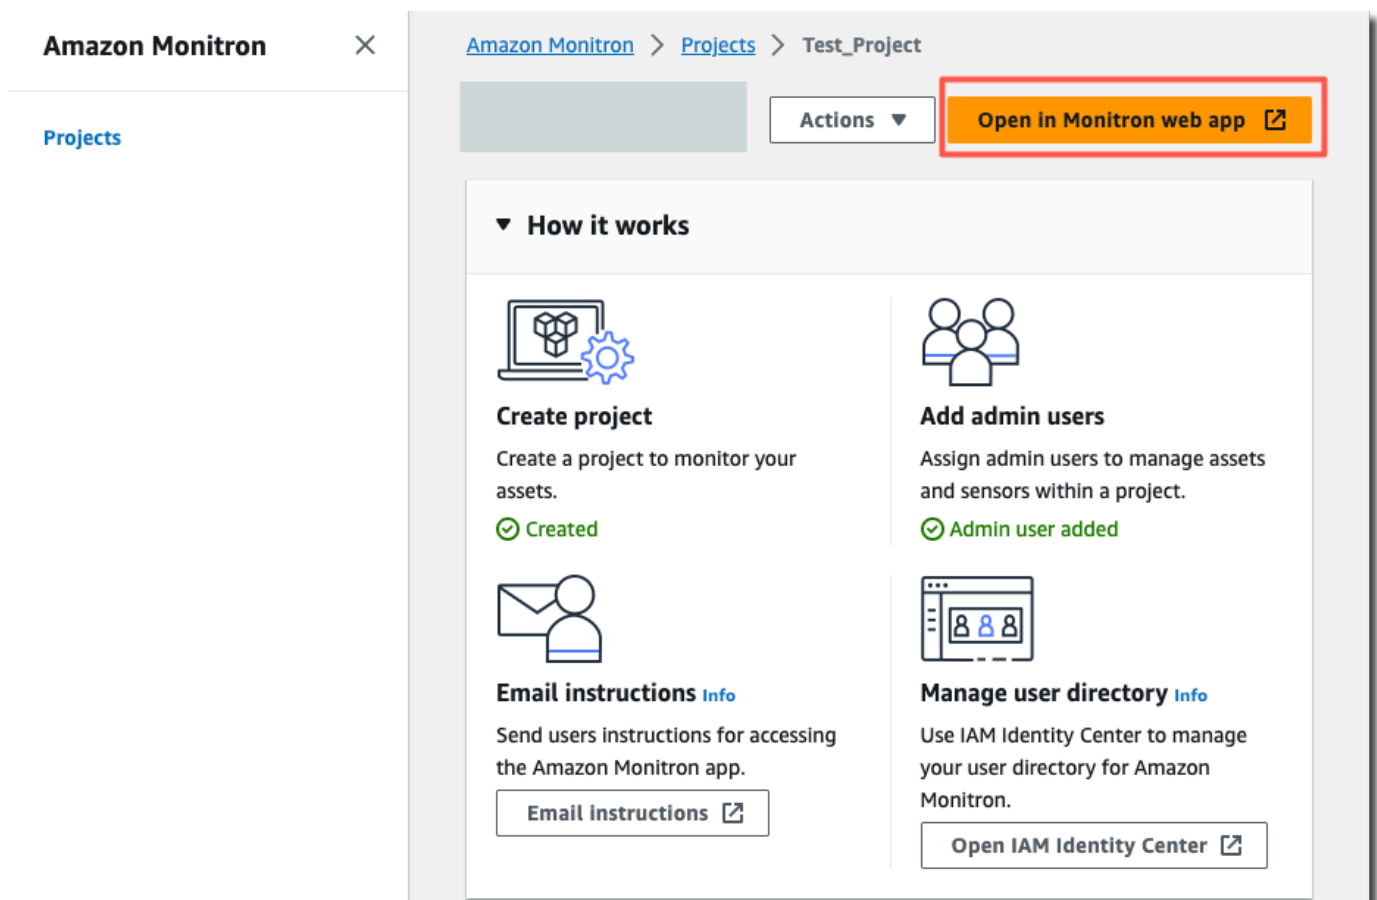 Amazon Monitron
Projects
Amazon Monitron > Projects > Test_Project
Actions
Open in Monitron web app
How it works
Create project
Create a project to monitor your
assets.
Created
Add admin users
Assign admin users to manage assets
and sensors within a project.
Admin user added
Email instructions Info
Send users instructions for accessing
the Amazon Monitron app.
Email instructions
Manage user directory Info
Use IAM Identity Center to manage
your user directory for Amazon
Monitron.
Open IAM Identity Center